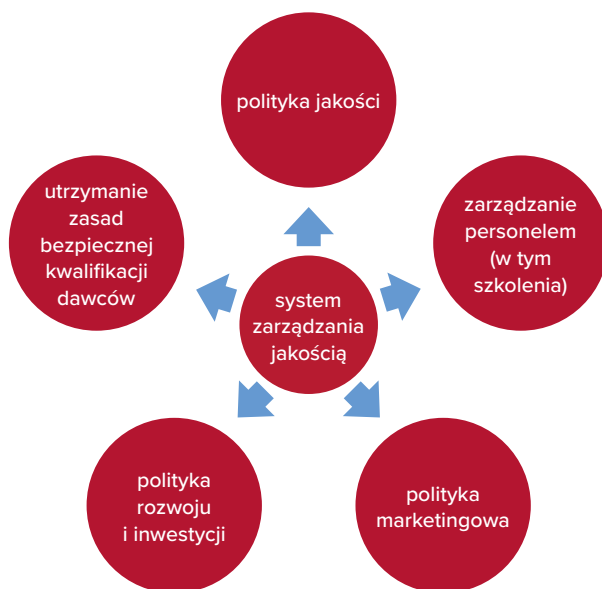 polityka jakości
utrzymanie
zasad
bezpiecznej
kwalifikacji
dawców
zarządzanie
personelem
(w tym
szkolenia)
system
zarządzania
jakością
polityka
rozwoju
i inwestycji
polityka
marketingowa